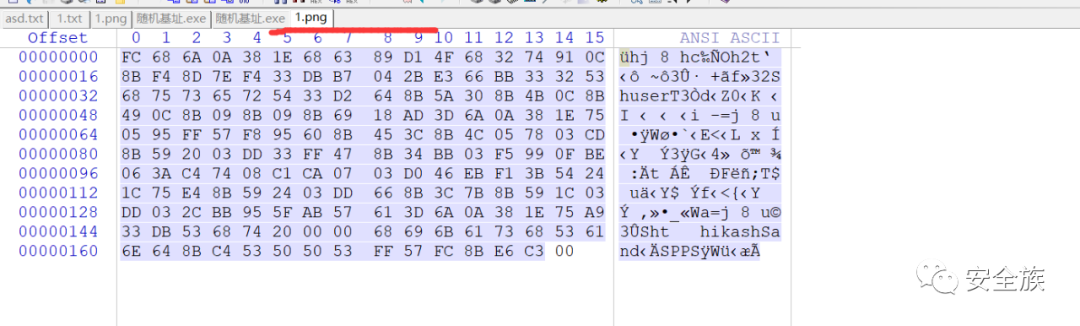 asd.txt 1.txt 1.png 随机基址.exe 随机基址.exe 1.png
Offset 0 1 2 3 4 5 6 7 8 9 10 11 12 13 14 15 ANSI ASCII
00000000 FC 68 6A 0A 38 1E 68 63 89 D1 4F 68 32 74 91 0C ühj 8 hc‰ÑOh2t‘
00000016 8B F4 8D 7E F4 33 DB B7 04 2B E3 66 BB 33 32 53 ‹ô ~ô3Û· +ãf»32S
00000032 68 75 73 65 72 54 33 D2 64 8B 5A 30 8B 4B 0C 8B huserT3Òd‹Z0‹K ‹
00000048 49 0C 8B 09 8B 09 8B 69 18 AD 3D 6A 0A 38 1E 75 I ‹ ‹ ‹i -=j 8 u
00000064 05 95 FF 57 F8 95 60 8B 45 3C 8B 4C 05 78 03 CD •ÿWø•`‹E<‹L x Í
00000080 8B 59 20 03 DD 33 FF 47 8B 34 BB 03 F5 99 0F BE ‹Y Ý3ÿG‹4» õ™ ¾
00000096 06 3A C4 74 08 C1 CA 07 03 D0 46 EB F1 3B 54 24 :Ät ÁÊ ÐFëñ;T$
00000112 1C 75 E4 8B 59 24 03 DD 66 8B 3C 7B 8B 59 1C 03 uä‹Y$ Ýf‹<{‹Y
00000128 DD 03 2C BB 95 5F AB 57 61 3D 6A 0A 38 1E 75 A9 Ý ,»•_«Wa=j 8 u©
00000144 33 DB 53 68 74 20 00 00 68 69 6B 61 73 68 53 61 3ÛSht hikashSa
00000160 6E 64 8B C4 53 50 50 53 FF 57 FC 8B E6 C3 00 nd‹ÄSPPSÿWü‹æÃ
安全族